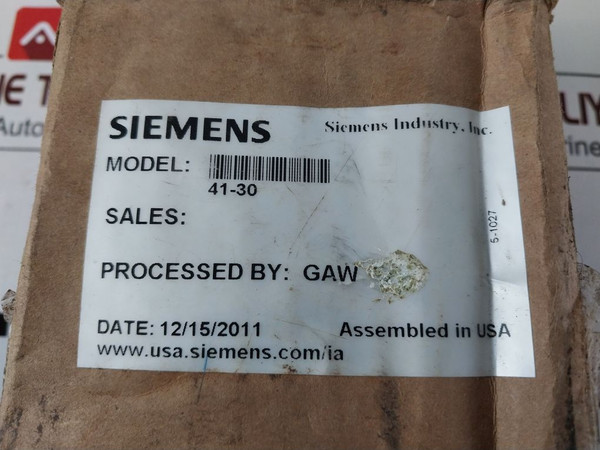 SIEMENS
Siemens Industry, Inc.
MODEL:
41-30
SALES:
5-1027
PROCESSED BY: GAW
DATE: 12/15/2011
Assembled in USA
www.usa.siemens.com/ia